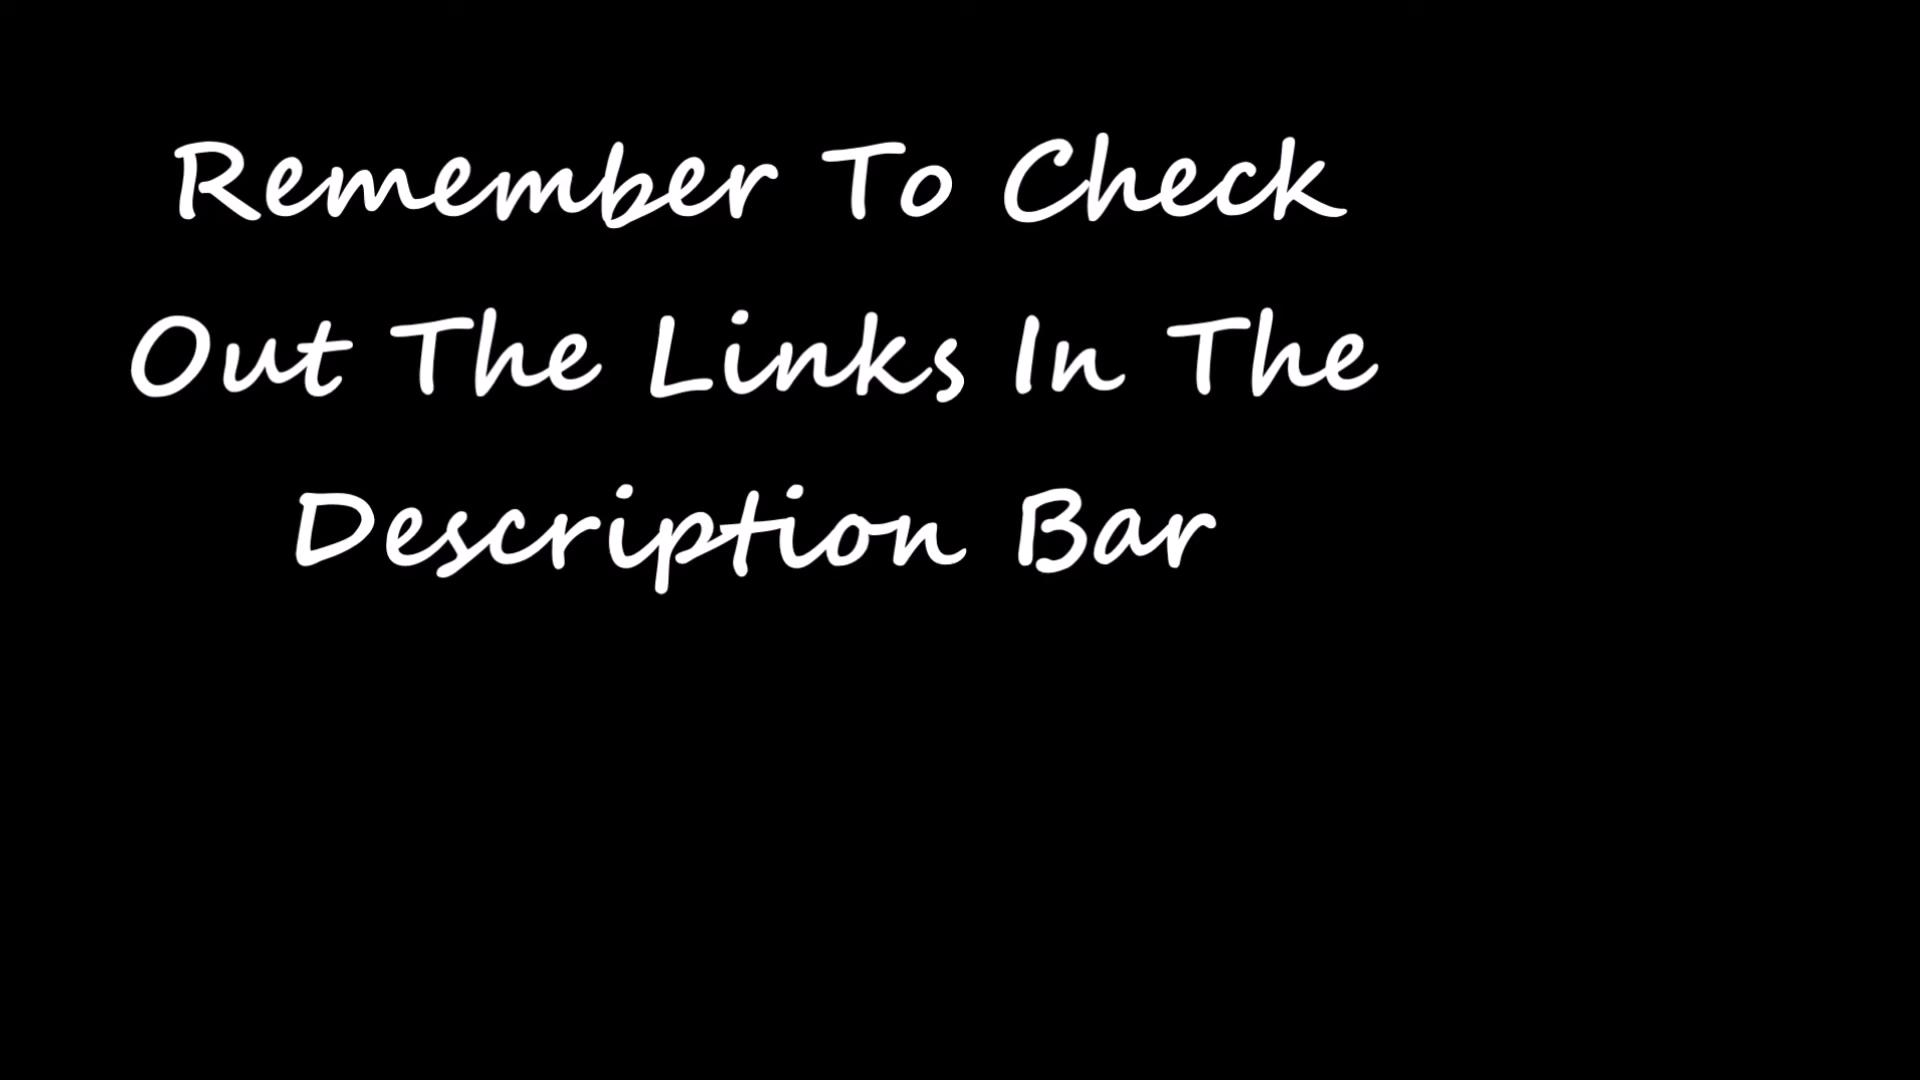 Remember To Check
Out The Links In The
Description Bar